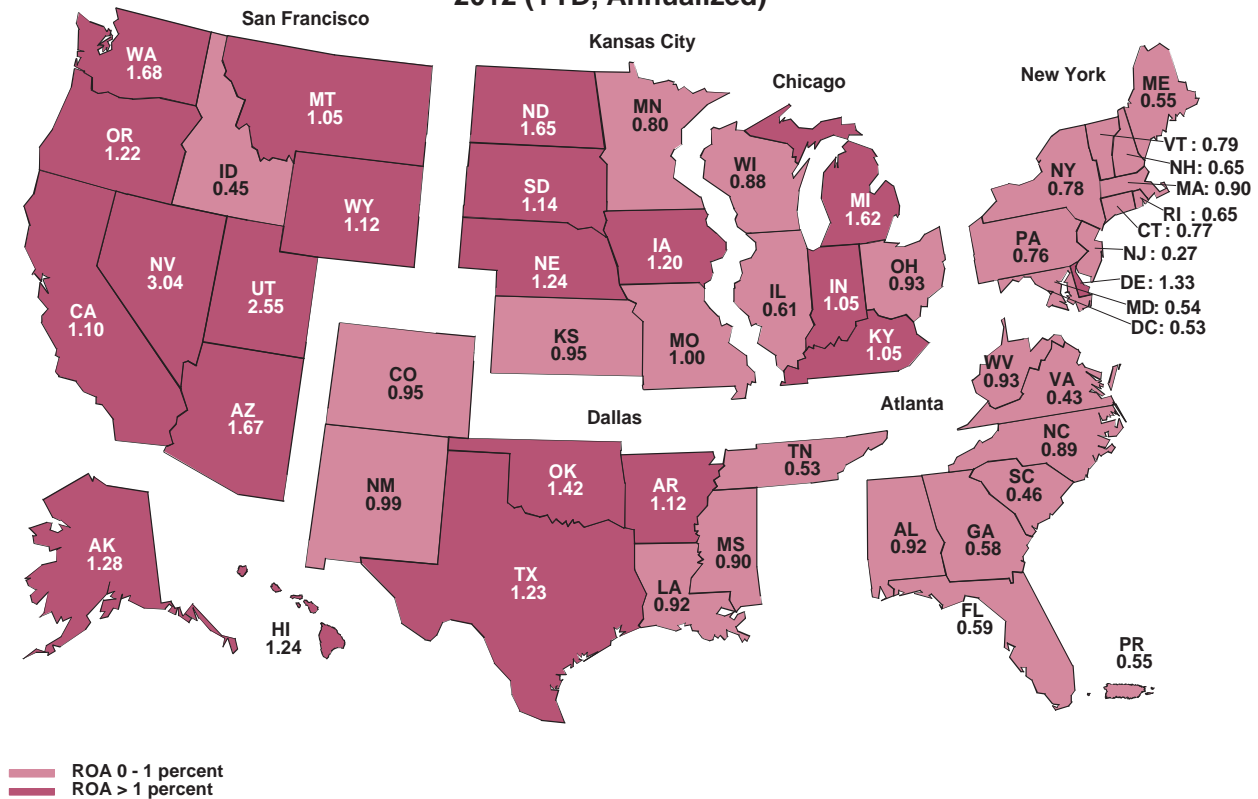 2012 (YTD, Annualized)
San Francisco
Kansas City
Chicago
New York
WA
1.68
MT
1.05
OR
1.22
ID
0.45
WY
1.12
NV
3.04
UT
2.55
CA
1.10
AZ
1.67
AK
1.28
HI
1.24
ND
1.65
MN
0.80
SD
1.14
IA
1.20
NE
1.24
KS
0.95
MO
1.00
WI
0.88
MI
1.62
IL
0.61
IN
1.05
OH
0.93
KY
1.05
ME
0.55
VT : 0.79
NH: 0.65
MA: 0.90
RI : 0.65
CT: 0.77
NJ : 0.27
DE: 1.33
MD: 0.54
DC: 0.53
NY
0.78
PA
0.76
Dallas
CO
0.95
NM
0.99
OK
1.42
AR
1.12
TN
0.53
TX
1.23
LA
0.92
MS
0.90
Atlanta
WV
0.93
VA
0.43
NC
0.89
SC
0.46
AL
0.92
GA
0.58
FL
0.59
PR
0.55
ROA 0 - 1 percent
ROA > 1 percent